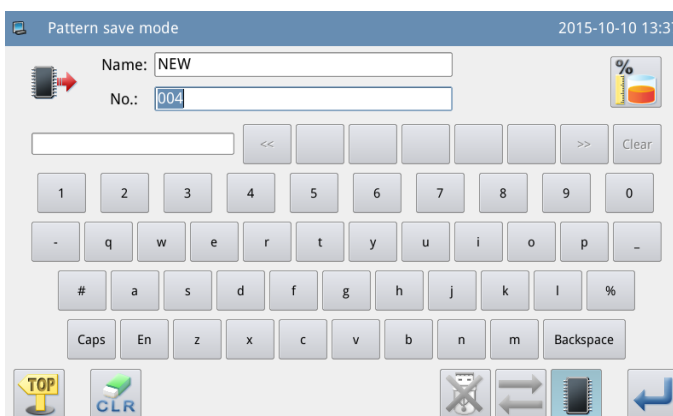 Pattern save mode 2015-10-10 13:37
Name: NEW
No.: 004
%
<< >> Clear
1 2 3 4 5 6 7 8 9 0
- q w e r t y u i o p _
# a s d f g h j k l %
Caps En z x c v b n m Backspace
TOP CLR